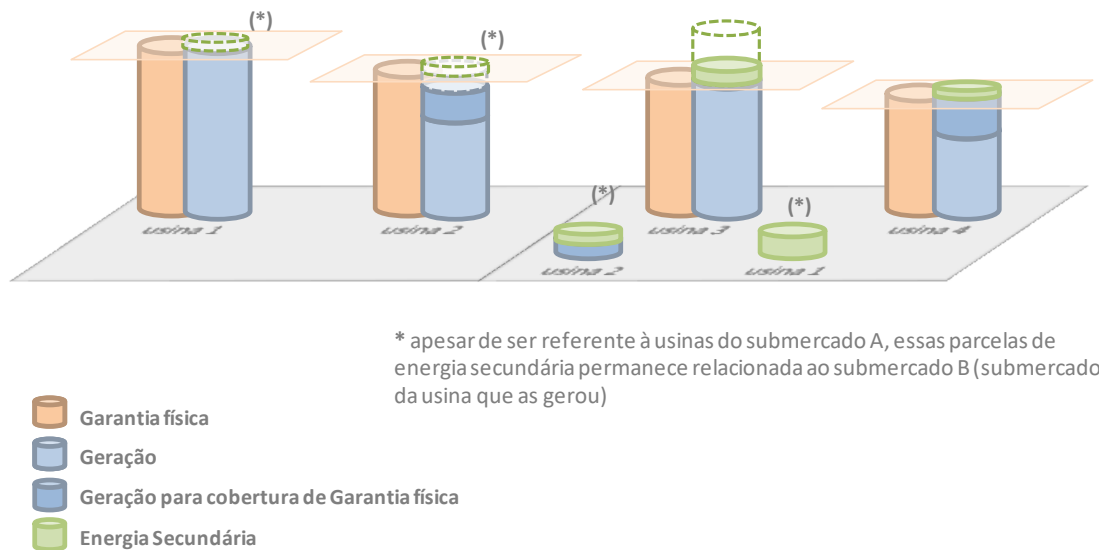 (*)
(*)
usina 1
usina 2
usina 3
usina 4
(*)
(*)
usina 2
usina 1
* apesar de ser referente à usinas do submercado A, essas parcelas de
energia secundária permanece relacionada ao submercado B (submercado
da usina que as gerou)
Garantia física
Geração
Geração para cobertura de Garantia física
Energia Secundária